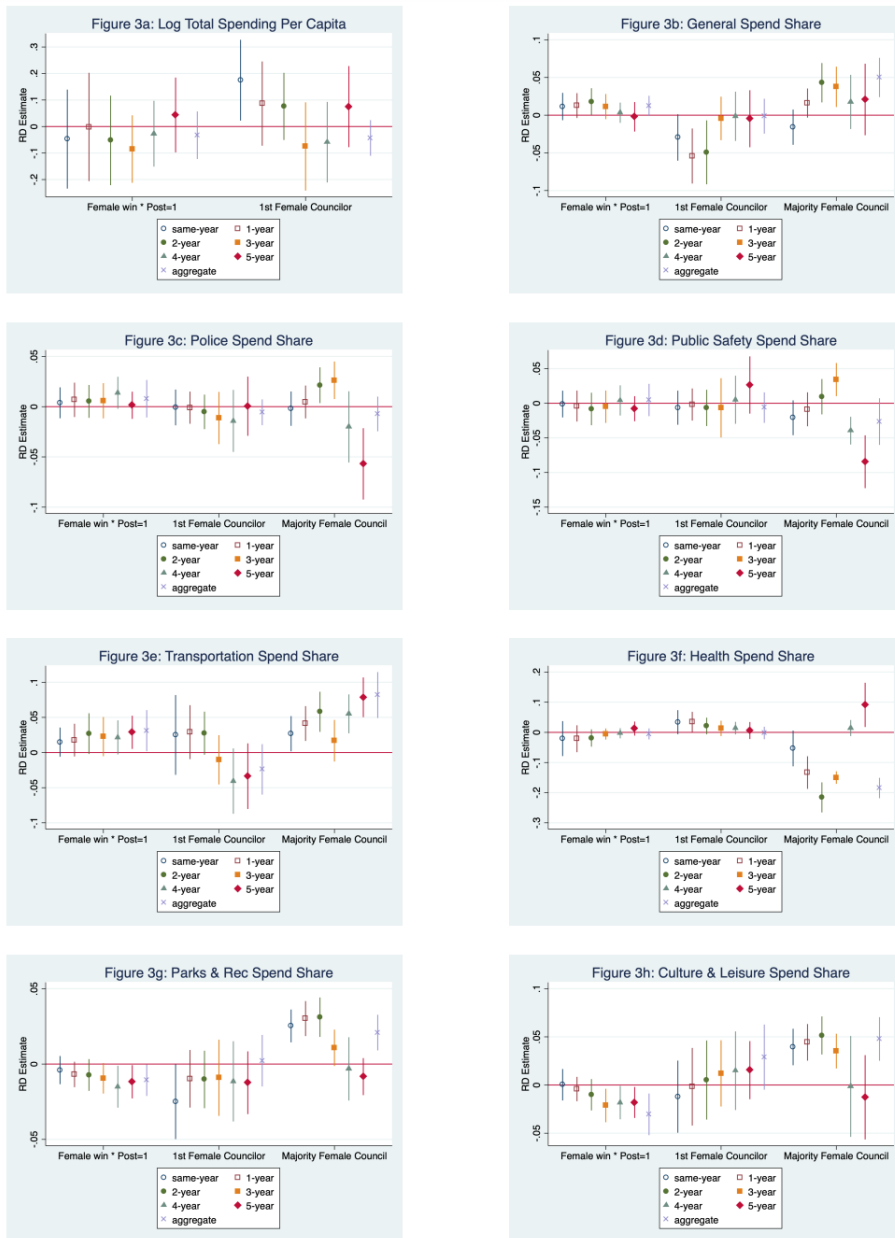 Figure 3a: Log Total Spending Per Capita
RD Estimate
.3
.2
.1
0
-.1
-.2
Female win * Post=1 1st Female Councilor
same-year 1-year
2-year 3-year
4-year 5-year
aggregate
Figure 3b: General Spend Share
RD Estimate
.1
.05
0
-.05
-.1
Female win * Post=1 1st Female Councilor Majority Female Council
same-year 1-year
2-year 3-year
4-year 5-year
aggregate
Figure 3c: Police Spend Share
RD Estimate
.05
0
-.05
-.1
Female win * Post=1 1st Female Councilor Majority Female Council
same-year 1-year
2-year 3-year
4-year 5-year
aggregate
Figure 3d: Public Safety Spend Share
RD Estimate
.05
0
-.05
-.1
-.15
Female win * Post=1 1st Female Councilor Majority Female Council
same-year 1-year
2-year 3-year
4-year 5-year
aggregate
Figure 3e: Transportation Spend Share
RD Estimate
.1
.05
0
-.05
-.1
Female win * Post=1 1st Female Councilor Majority Female Council
same-year 1-year
2-year 3-year
4-year 5-year
aggregate
Figure 3f: Health Spend Share
RD Estimate
.2
.1
0
-.1
-.2
-.3
Female win * Post=1 1st Female Councilor Majority Female Council
same-year 1-year
2-year 3-year
4-year 5-year
aggregate
Figure 3g: Parks & Rec Spend Share
RD Estimate
.05
0
-.05
Female win * Post=1 1st Female Councilor Majority Female Council
same-year 1-year
2-year 3-year
4-year 5-year
aggregate
Figure 3h: Culture & Leisure Spend Share
RD Estimate
.1
.05
0
-.05
Female win * Post=1 1st Female Councilor Majority Female Council
same-year 1-year
2-year 3-year
4-year 5-year
aggregate